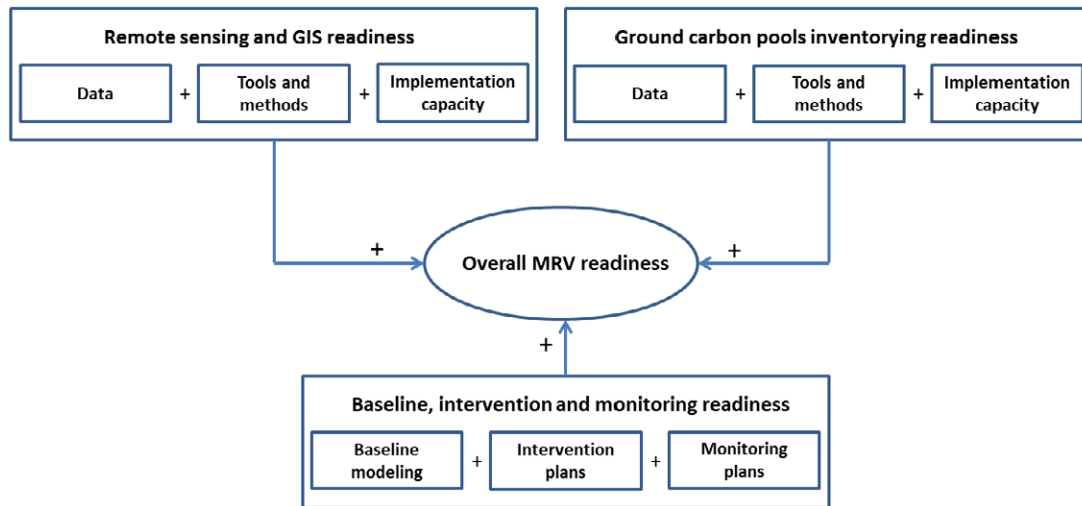 Remote sensing and GIS readiness
Data + Tools and methods + Implementation capacity
Ground carbon pools inventorying readiness
Data + Tools and methods + Implementation capacity
+
+
Overall MRV readiness
+
Baseline, intervention and monitoring readiness
Baseline modeling + Intervention plans + Monitoring plans